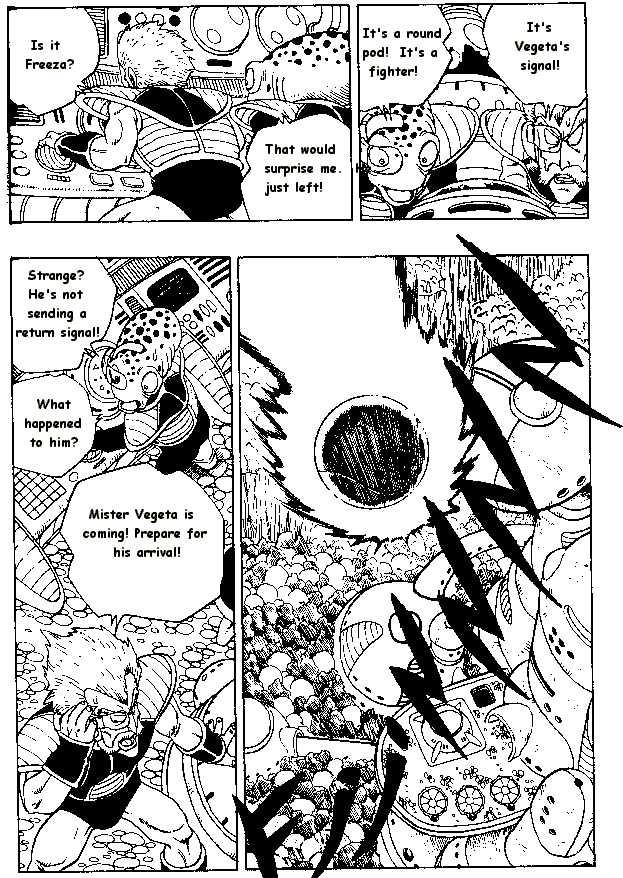 Is it
Freeza?
That would
surprise me.
just left!
It's a round
pod! It's a
fighter!
It's
Vegeta's
signal!
Strange?
He's not
sending a
return signal!
What
happened
to him?
Mister Vegeta is
coming! Prepare for
his arrival!